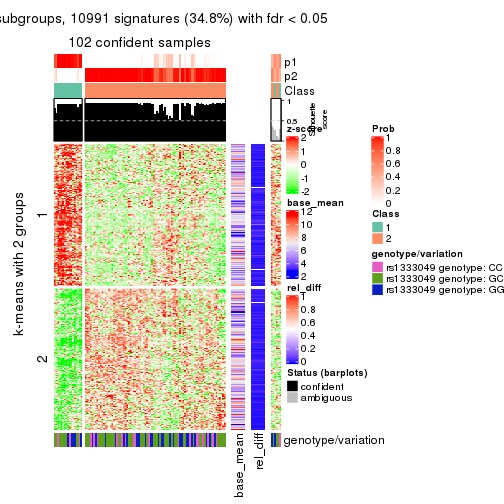 subgroups, 10991 signatures (34.8%) with fdr < 0.05
102 confident samples
p1
p2
Class
1
0.5
0
Silhouette
score
k-means with 2 groups
1
2
z-score
2
1
0
-1
-2
base_mean
12
10
8
6
4
2
rel_diff
1
0.8
0.6
0.4
0.2
0
Status (barplots)
confident
ambiguous
Prob
1
0.8
0.6
0.4
0.2
0
Class
1
2
genotype/variation
rs1333049 genotype: CC
rs1333049 genotype: GC
rs1333049 genotype: GG
genotype/variation
base_mean
rel_diff